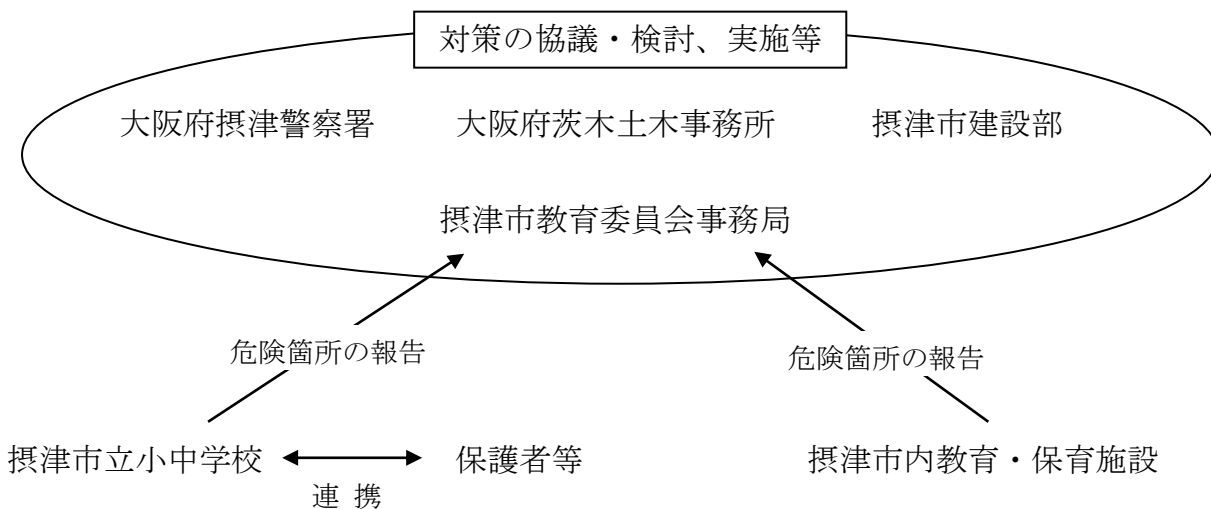 対策の協議・検討、実施等
大阪府摂津警察署 大阪府茨木土木事務所 摂津市建設部
摂津市教育委員会事務局
危険箇所の報告 危険箇所の報告
摂津市立小中学校 保護者等 摂津市内教育・保育施設
連 携